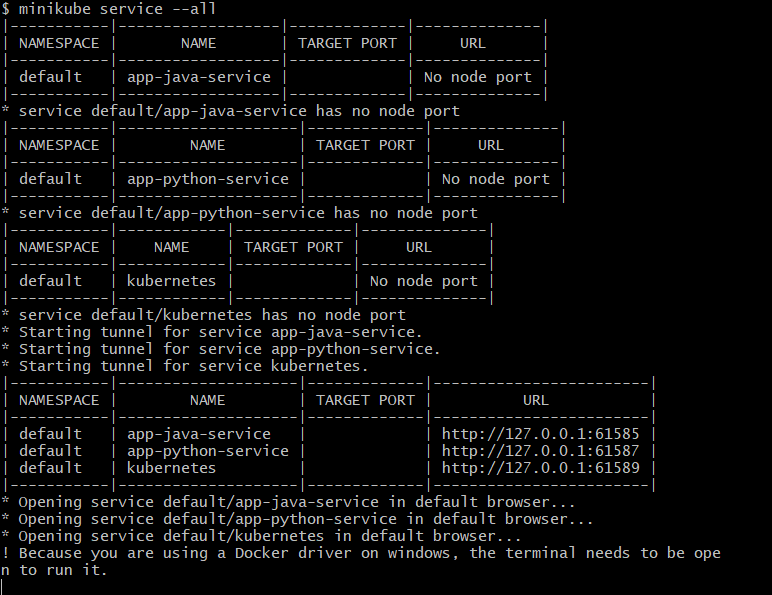 $ minikube service --all
|-----------|------------------|-------------|--------------|
| NAMESPACE |       NAME       | TARGET PORT |     URL      |
|-----------|------------------|-------------|--------------|
| default   | app-java-service |             | No node port |
|-----------|------------------|-------------|--------------|
* service default/app-java-service has no node port
|-----------|--------------------|-------------|--------------|
| NAMESPACE |        NAME        | TARGET PORT |     URL      |
|-----------|--------------------|-------------|--------------|
| default   | app-python-service |             | No node port |
|-----------|--------------------|-------------|--------------|
* service default/app-python-service has no node port
|-----------|------------|-------------|--------------|
| NAMESPACE |    NAME    | TARGET PORT |     URL      |
|-----------|------------|-------------|--------------|
| default   | kubernetes |             | No node port |
|-----------|------------|-------------|--------------|
* service default/kubernetes has no node port
* Starting tunnel for service app-java-service.
* Starting tunnel for service app-python-service.
* Starting tunnel for service kubernetes.
|-----------|--------------------|-------------|------------------------|
| NAMESPACE |        NAME        | TARGET PORT |          URL           |
|-----------|--------------------|-------------|------------------------|
| default   | app-java-service   |             | http://127.0.0.1:61585 |
| default   | app-python-service |             | http://127.0.0.1:61587 |
| default   | kubernetes         |             | http://127.0.0.1:61589 |
|-----------|--------------------|-------------|------------------------|
* Opening service default/app-java-service in default browser...
* Opening service default/app-python-service in default browser...
* Opening service default/kubernetes in default browser...
! Because you are using a Docker driver on windows, the terminal needs to be ope
n to run it.